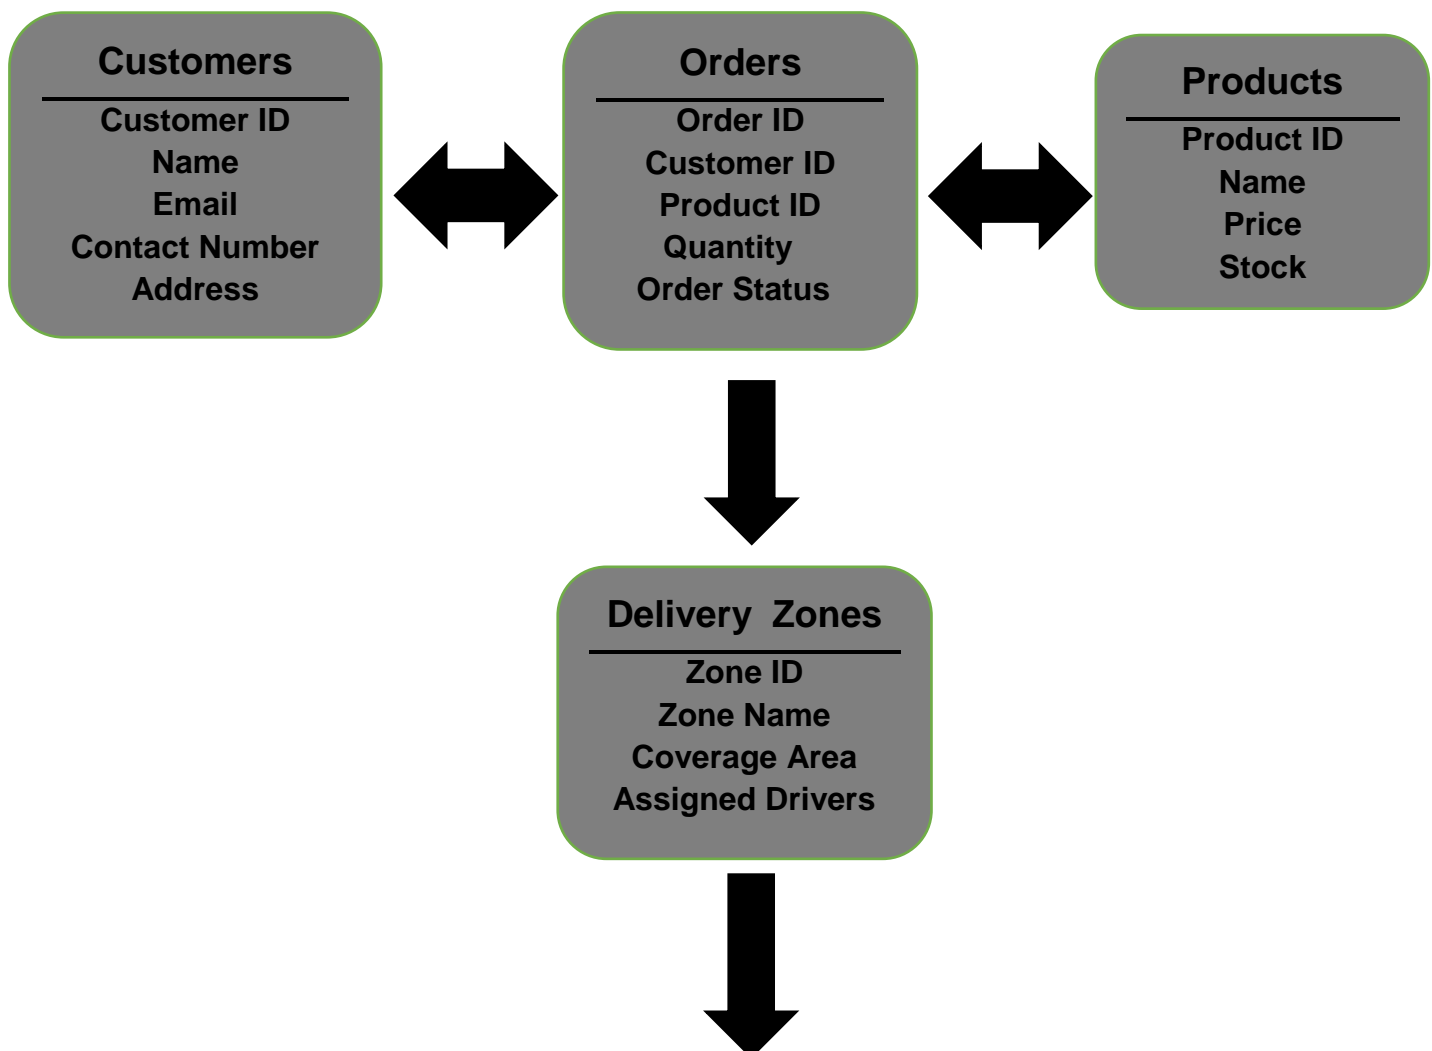 Customers
Customer ID
Name
Email
Contact Number
Address
Orders
Order ID
Customer ID
Product ID
Quantity
Order Status
Products
Product ID
Name
Price
Stock
Delivery Zones
Zone ID
Zone Name
Coverage Area
Assigned Drivers